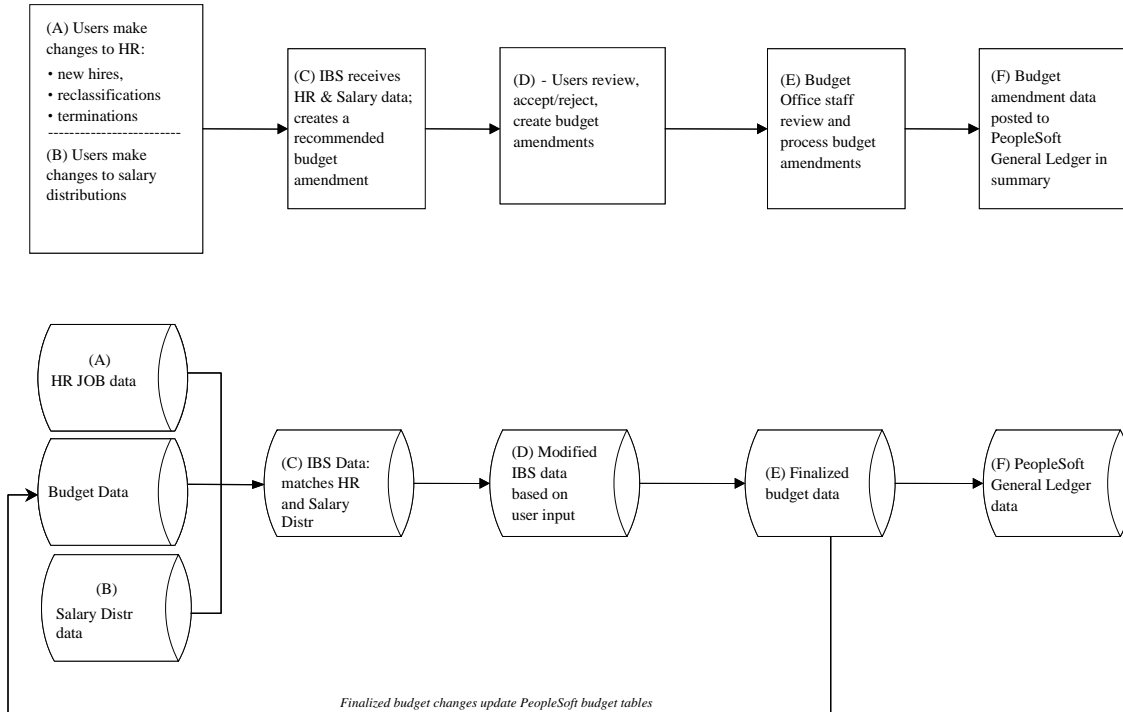 (A) Users make
changes to HR:
• new hires,
• reclassifications
• terminations
-------------------------
(B) Users make
changes to salary
distributions
(C) IBS receives
HR & Salary data;
creates a
recommended
budget
amendment
(D) - Users review,
accept/reject,
create budget
amendments
(E) Budget
Office staff
review and
process budget
amendments
(F) Budget
amendment data
posted to
PeopleSoft
General Ledger in
summary
(A)
HR JOB data
Budget Data
(B)
Salary Distr
data
(C) IBS Data:
matches HR
and Salary
Distr
(D) Modified
IBS data
based on
user input
(E) Finalized
budget data
(F) PeopleSoft
General Ledger
data
Finalized budget changes update PeopleSoft budget tables